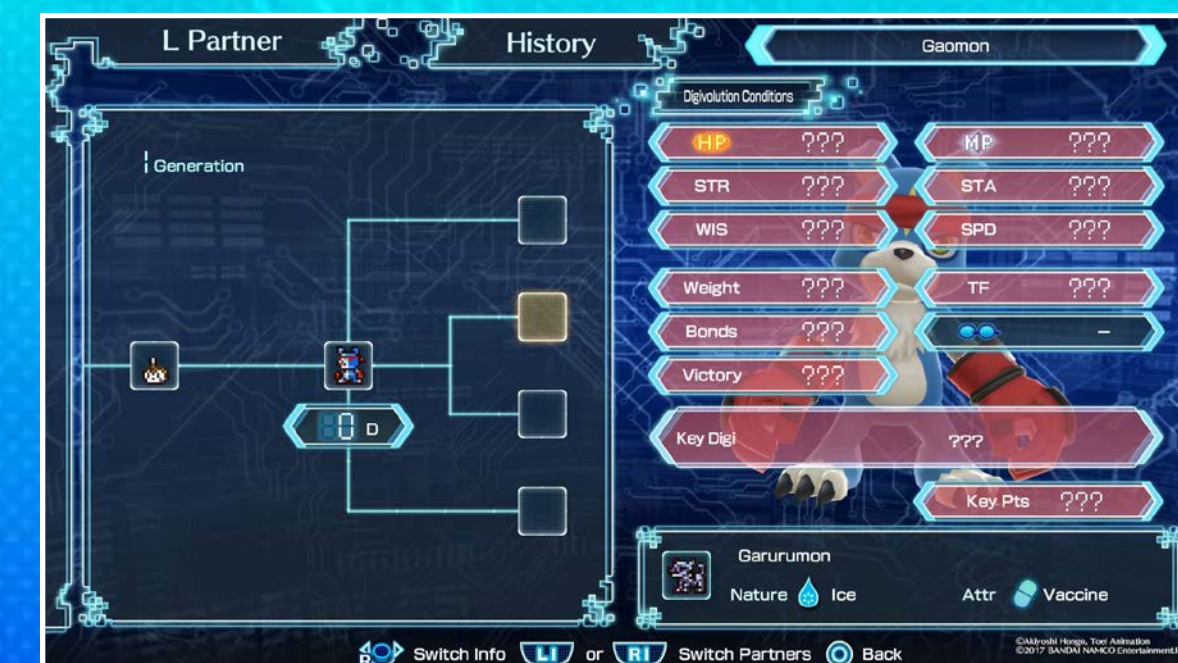 L Partner
History
Gaomon
Digivolution Conditions
Generation
HP ???
MP ???
STR ???
STA ???
WIS ???
SPD ???
Weight ???
TF ???
Bonds ???
–
Victory ???
0 D
Key Digi ???
Key Pts ???
Garurumon
Nature Ice
Attr Vaccine
R Switch Info L1 or R1 Switch Partners Back
©Akiyoshi Hongo, Toei Animation
©2017 BANDAI NAMCO Entertainment